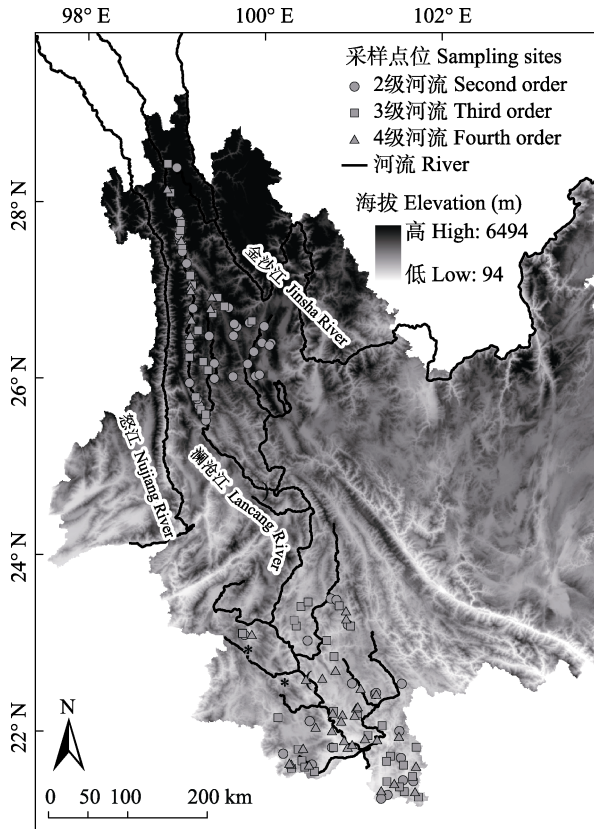 98° E 100° E 102° E
采样点位 Sampling sites
2级河流 Second order
3级河流 Third order
4级河流 Fourth order
河流 River
海拔 Elevation (m)
高 High: 6494
低 Low: 94
28° N
金沙江 Jinsha River
26° N
怒江 Nujiang River
澜沧江 Lancang River
24° N
*
*
22° N
N
0 50 100 200 km